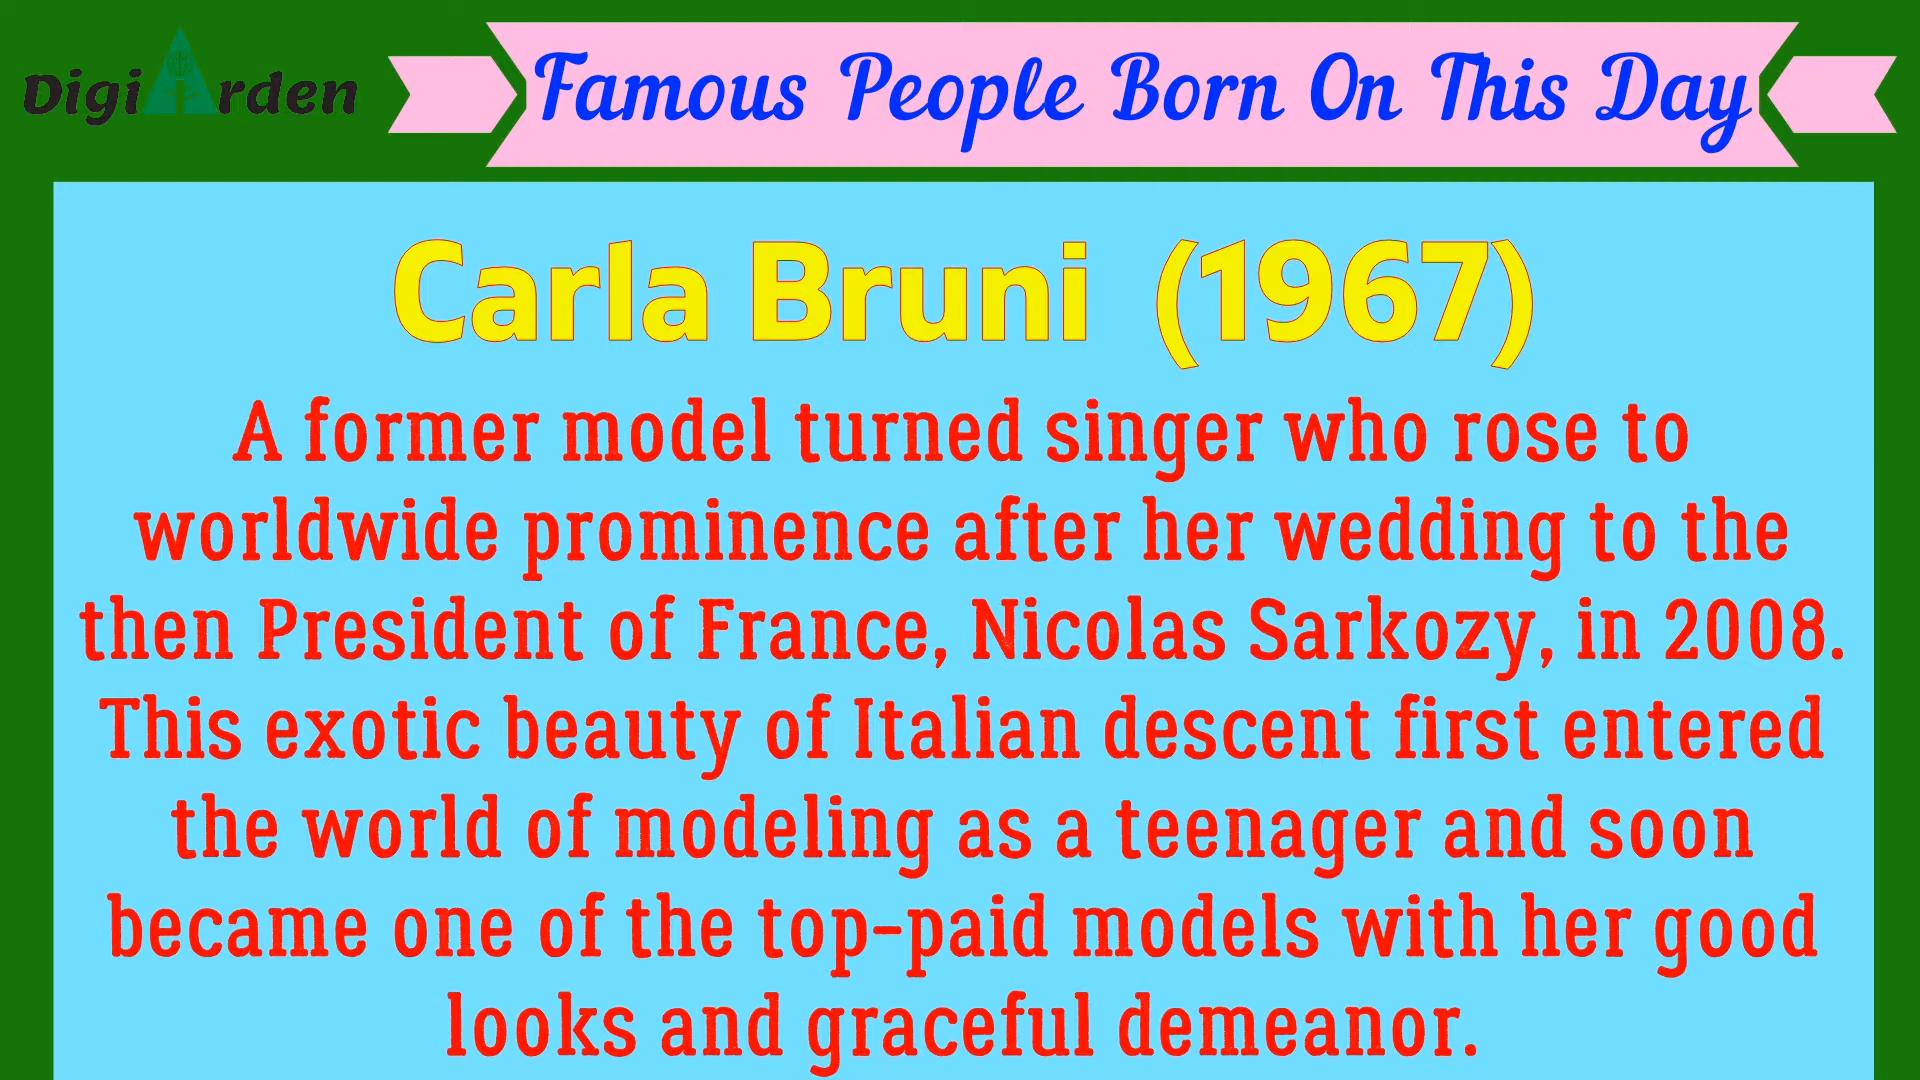 DigiArden
Famous People Born On This Day
Carla Bruni (1967)
A former model turned singer who rose to
worldwide prominence after her wedding to the
then President of France, Nicolas Sarkozy, in 2008.
This exotic beauty of Italian descent first entered
the world of modeling as a teenager and soon
became one of the top-paid models with her good
looks and graceful demeanor.